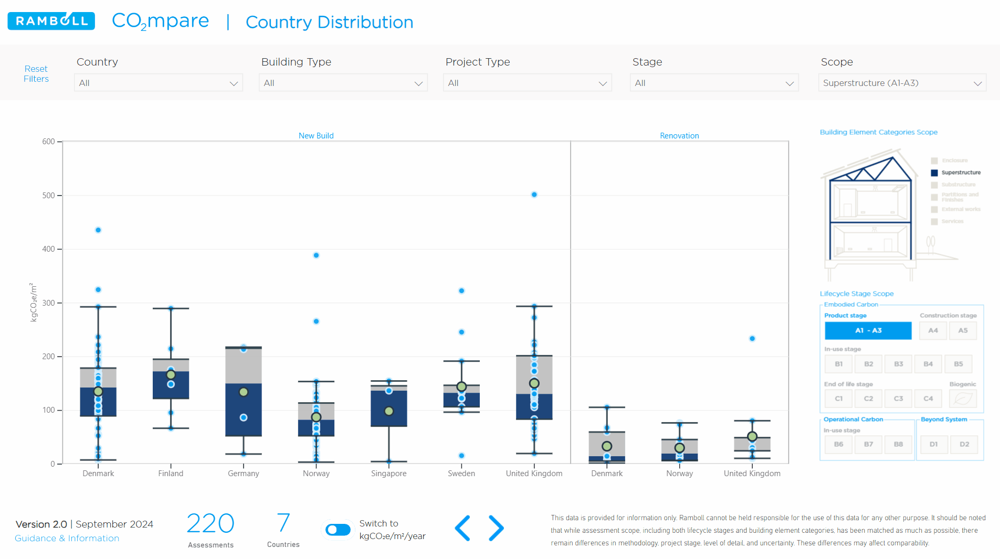 RAMBOLL
CO₂mpare | Country Distribution
Reset
Filters
Country
All
Building Type
All
Project Type
All
Stage
All
Scope
Superstructure (A1-A3)
New Build
Renovation
kgCO₂e/m²
600
500
400
300
200
100
0
Denmark
Finland
Germany
Norway
Singapore
Sweden
United Kingdom
Denmark
Norway
United Kingdom
Building Element Categories Scope
Enclosure
Superstructure
Substructure
Partitions and
Finishes
External works
Services
Lifecycle Stage Scope
Embodied Carbon
Product stage
Construction stage
A1 - A3
A4
A5
In-use stage
B1
B2
B3
B4
B5
End of life stage
Biogenic
C1
C2
C3
C4
Operational Carbon
Beyond System
In-use stage
B6
B7
B8
D1
D2
Version 2.0 | September 2024
Guidance & Information
220
Assessments
7
Countries
Switch to
kgCO₂e/m²/year
This data is provided for information only. Ramboll cannot be held responsible for the use of this data for any other purpose. It should be noted
that while assessment scope, including both lifecycle stages and building element categories, has been matched as much as possible, there
remain differences in methodology, project stage, level of detail, and uncertainty. These differences may affect comparability.